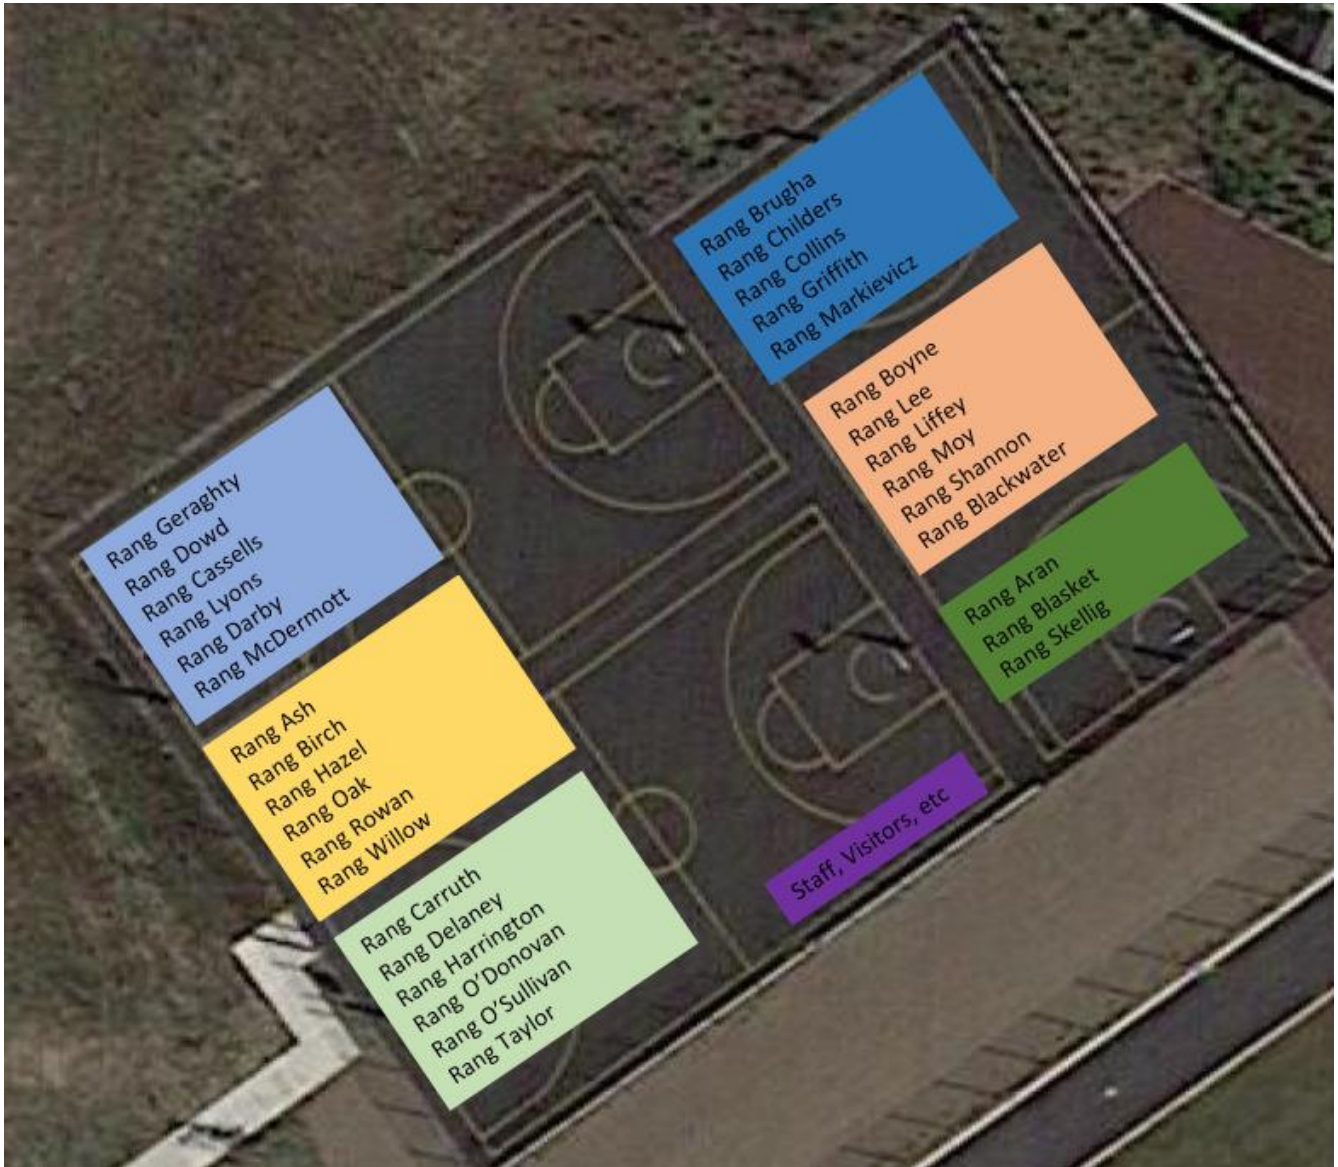 Rang Geraghty
Rang Dowd
Rang Cassells
Rang Lyons
Rang Darby
Rang McDermott
Rang Ash
Rang Birch
Rang Hazel
Rang Oak
Rang Rowan
Rang Willow
Rang Carruth
Rang Delaney
Rang Harrington
Rang O’Donovan
Rang O’Sullivan
Rang Taylor
Rang Brugha
Rang Childers
Rang Collins
Rang Griffith
Rang Markievicz
Rang Boyne
Rang Lee
Rang Liffey
Rang Moy
Rang Shannon
Rang Blackwater
Rang Aran
Rang Blasket
Rang Skellig
Staff, Visitors, etc